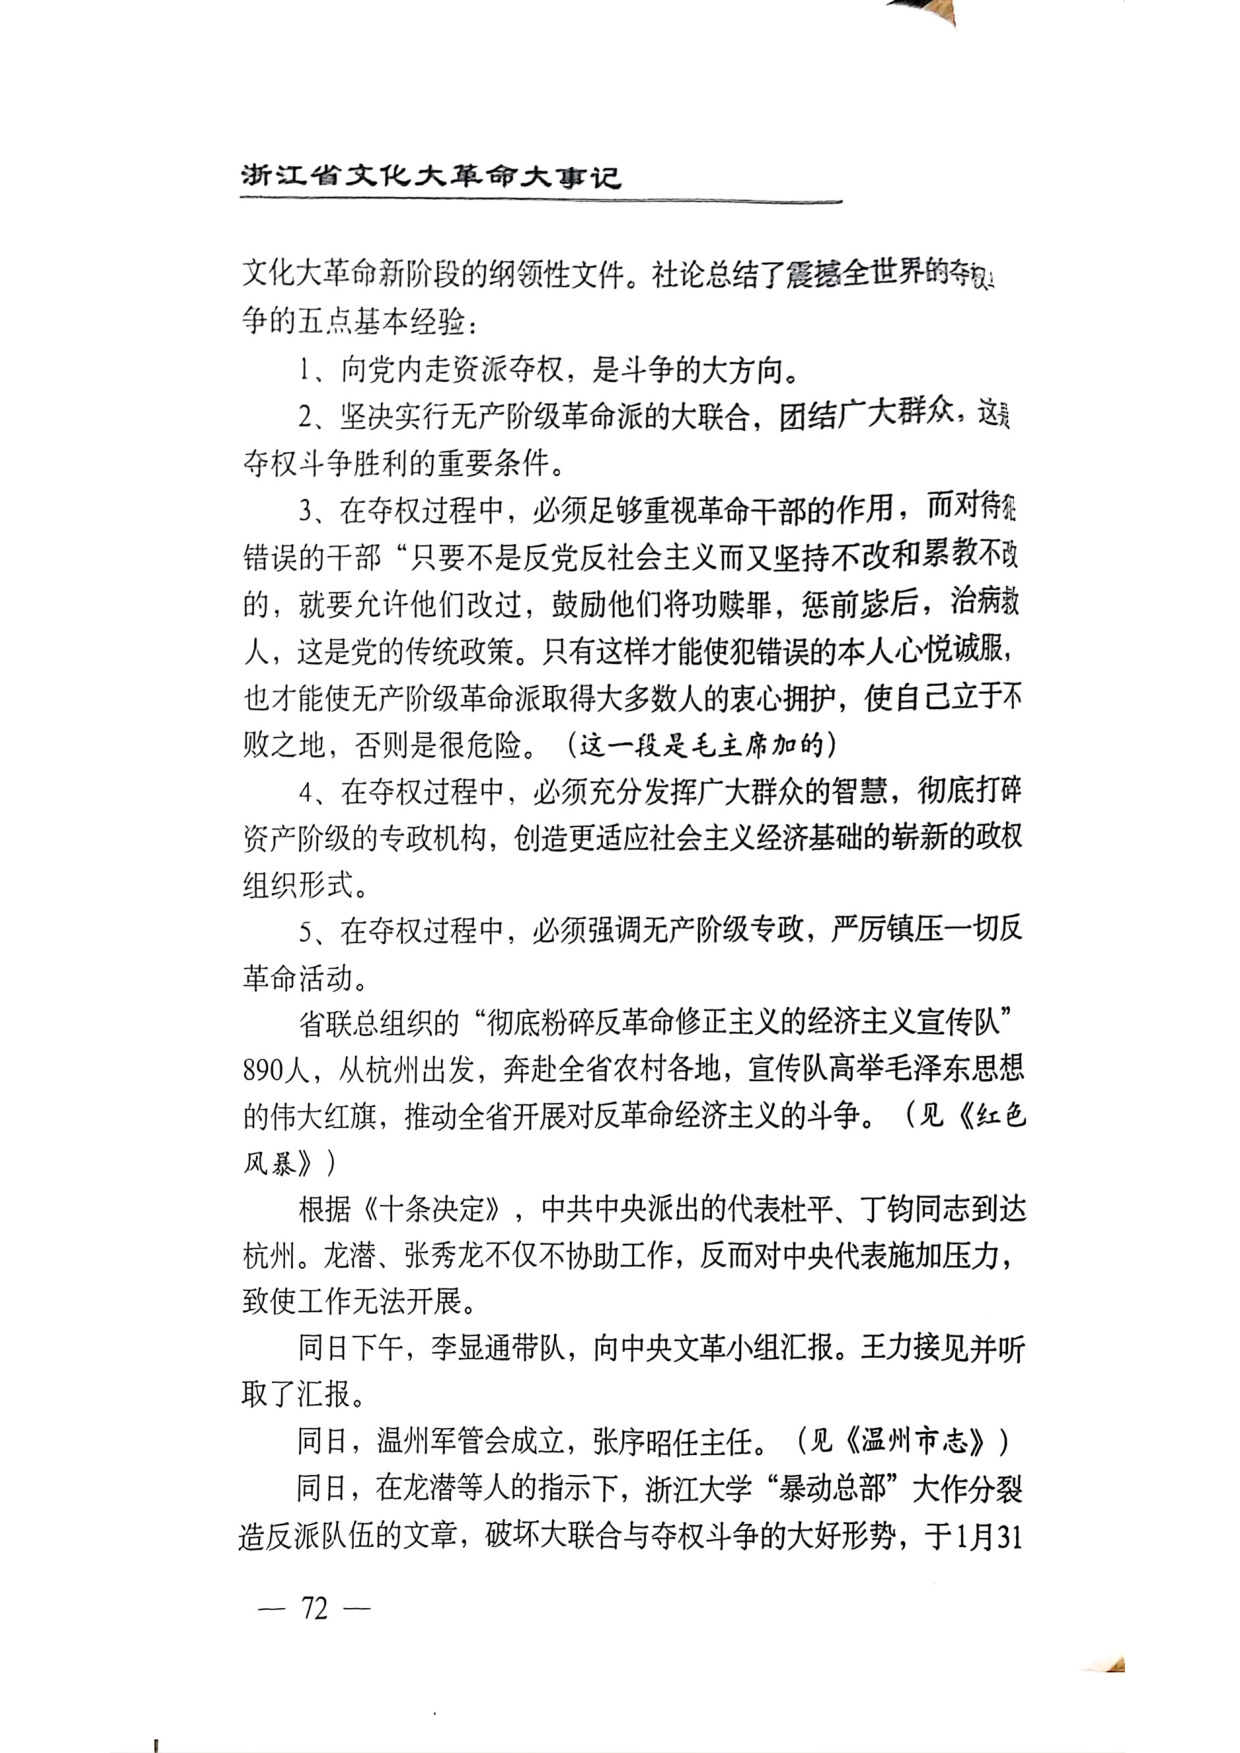 浙江省文化大革命大事记
文化大革命新阶段的纲领性文件。社论总结了震撼全世界的夺权
争的五点基本经验：
1、向党内走资派夺权，是斗争的大方向。
2、坚决实行无产阶级革命派的大联合，团结广大群众，这是
夺权斗争胜利的重要条件。
3、在夺权过程中，必须足够重视革命干部的作用，而对待犯
错误的干部“只要不是反党反社会主义而又坚持不改和累教不改
的，就要允许他们改过，鼓励他们将功赎罪，惩前毖后，治病救
人，这是党的传统政策。只有这样才能使犯错误的本人心悦诚服，
也才能使无产阶级革命派取得大多数人的衷心拥护，使自己立于不
败之地，否则是很危险。（这一段是毛主席加的）
4、在夺权过程中，必须充分发挥广大群众的智慧，彻底打碎
资产阶级的专政机构，创造更适应社会主义经济基础的崭新的政权
组织形式。
5、在夺权过程中，必须强调无产阶级专政，严厉镇压一切反
革命活动。
省联总组织的“彻底粉碎反革命修正主义的经济主义宣传队”
890人，从杭州出发，奔赴全省农村各地，宣传队高举毛泽东思想
的伟大红旗，推动全省开展对反革命经济主义的斗争。（见《红色
风暴》）
根据《十条决定》，中共中央派出的代表杜平、丁钧同志到达
杭州。龙潜、张秀龙不仅不协助工作，反而对中央代表施加压力，
致使工作无法开展。
同日下午，李显通带队，向中央文革小组汇报。王力接见并听
取了汇报。
同日，温州军管会成立，张序昭任主任。（见《温州市志》）
同日，在龙潜等人的指示下，浙江大学“暴动总部”大作分裂
造反派队伍的文章，破坏大联合与夺权斗争的大好形势，于1月31
— 72 —